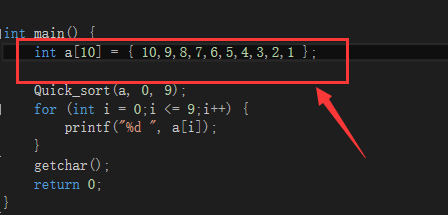 int main() {
int a[10] = { 10,9,8,7,6,5,4,3,2,1 };
Quick_sort(a, 0, 9);
for (int i = 0;i <= 9;i++) {
printf("%d ", a[i]);
}
getchar();
return 0;
}